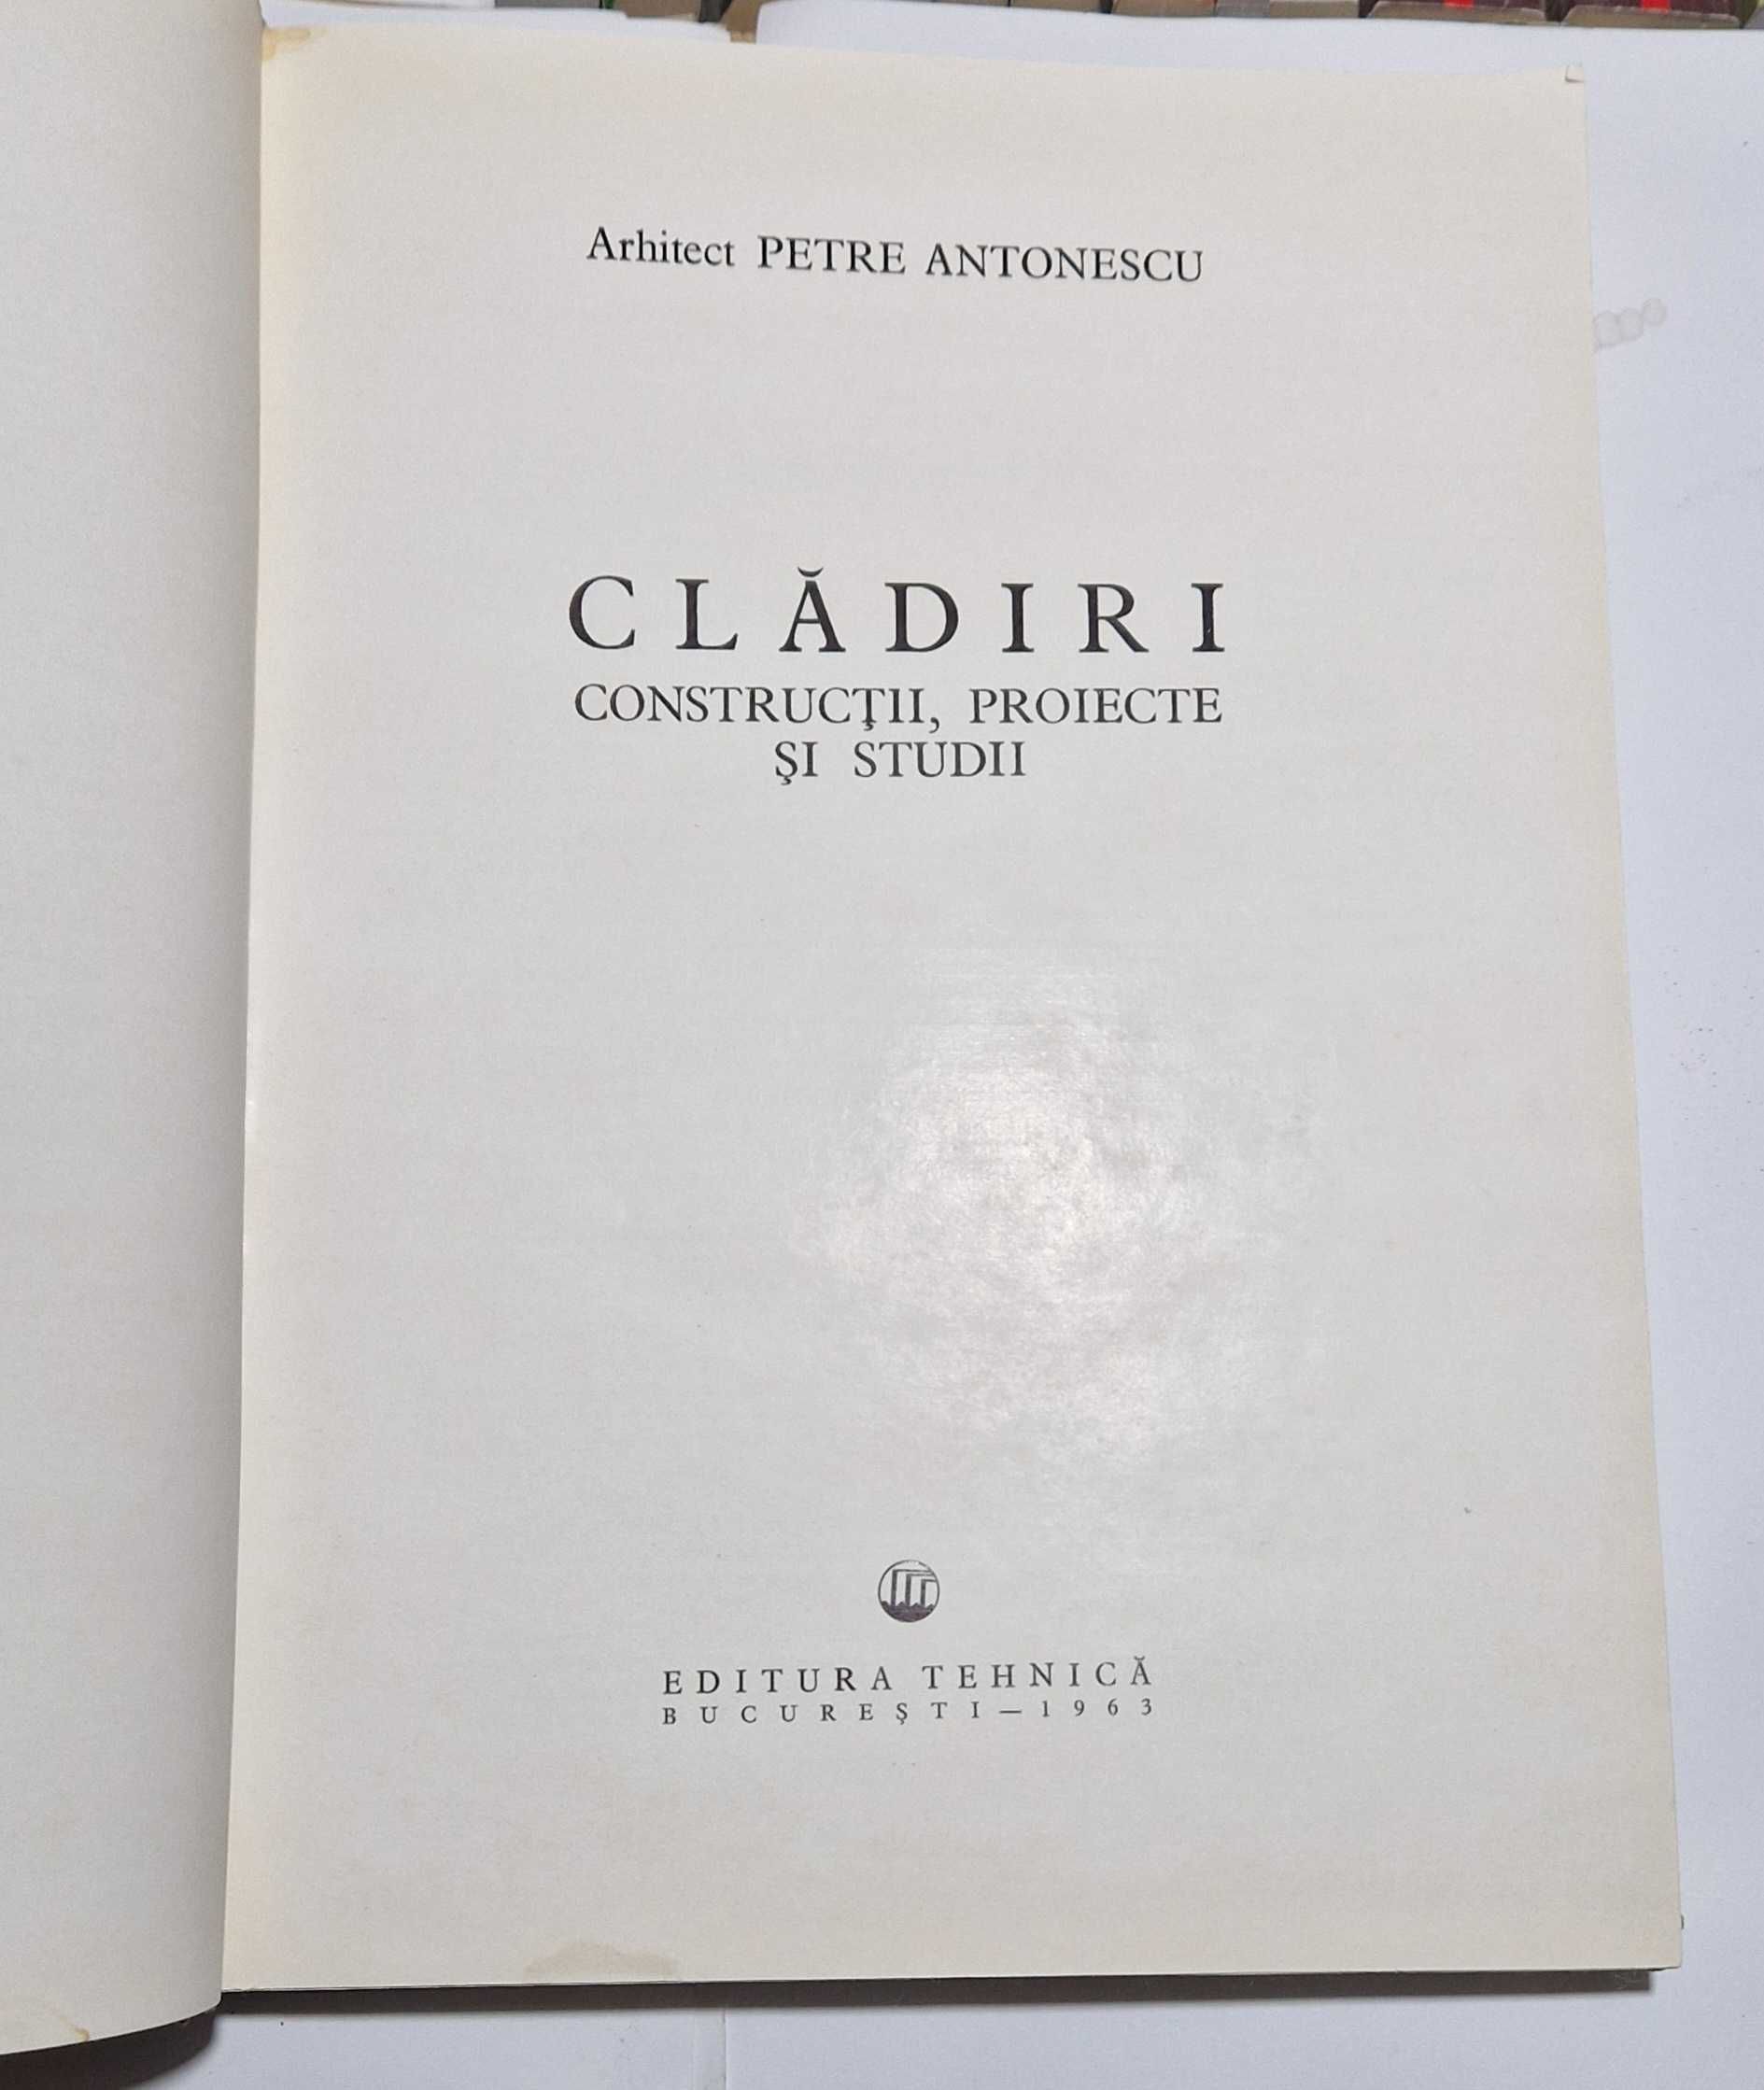 Arhitect PETRE ANTONESCU
CLĂDIRI
CONSTRUCŢII, PROIECTE
ŞI STUDII
EDITURA TEHNICĂ
BUCUREŞTI — 1963